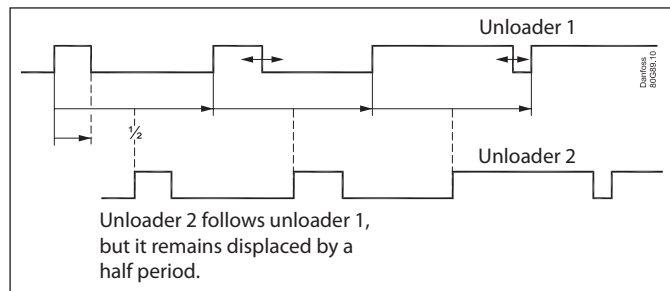 Unloader 1
Danfoss
80G89.10
½
Unloader 2
Unloader 2 follows unloader 1,
but it remains displaced by a
half period.